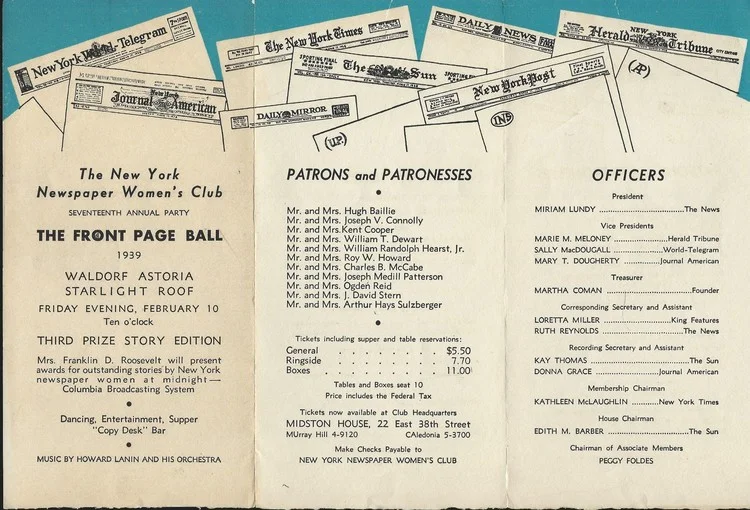 New York World-Telegram
The New York Times
DAILY NEWS
NEW YORK
Herald Tribune
SPORTING FINAL
The Sun
New York
Journal American
DAILY MIRROR
New York Post
(AP)
(U.P.)
INS
The New York
Newspaper Women's Club
SEVENTEENTH ANNUAL PARTY
THE FRONT PAGE BALL
1939
WALDORF ASTORIA
STARLIGHT ROOF
FRIDAY EVENING, FEBRUARY 10
Ten o'clock
THIRD PRIZE STORY EDITION
Mrs. Franklin D. Roosevelt will present
awards for outstanding stories by New York
newspaper women at midnight—
Columbia Broadcasting System
•
Dancing, Entertainment, Supper
"Copy Desk" Bar
•
MUSIC BY HOWARD LANIN AND HIS ORCHESTRA
PATRONS and PATRONESSES
•
Mr. and Mrs. Hugh Baillie
Mr. and Mrs. Joseph V. Connolly
Mr. and Mrs.Kent Cooper
Mr. and Mrs. William T. Dewart
Mr. and Mrs. William Randolph Hearst, Jr.
Mr. and Mrs. Roy W. Howard
Mr. and Mrs. Charles B. McCabe
Mr. and Mrs. Joseph Medill Patterson
Mr. and Mrs. Ogden Reid
Mr. and Mrs. J. David Stern
Mr. and Mrs. Arthur Hays Sulzberger
•
Tickets including supper and table reservations:
General . . . . . . . . $5.50
Ringside . . . . . . . . 7.70
Boxes . . . . . . . . . 11.00
Tables and Boxes seat 10
Price includes the Federal Tax
Tickets now available at Club Headquarters
MIDSTON HOUSE, 22 East 38th Street
MUrray Hill 4-9120 CAledonia 5-3700
Make Checks Payable to
NEW YORK NEWSPAPER WOMEN'S CLUB
OFFICERS
President
MIRIAM LUNDY ..........The News
Vice Presidents
MARIE M. MELONEY ..........Herald Tribune
SALLY MacDOUGALL ..........World-Telegram
MARY T. DOUGHERTY ..........Journal American
Treasurer
MARTHA COMAN ..........Founder
Corresponding Secretary and Assistant
LORETTA MILLER ..........King Features
RUTH REYNOLDS ..........The News
Recording Secretary and Assistant
KAY THOMAS ..........The Sun
DONNA GRACE ..........Journal American
Membership Chairman
KATHLEEN McLAUGHLIN ..........New York Times
House Chairman
EDITH M. BARBER ..........The Sun
Chairman of Associate Members
PEGGY FOLDES